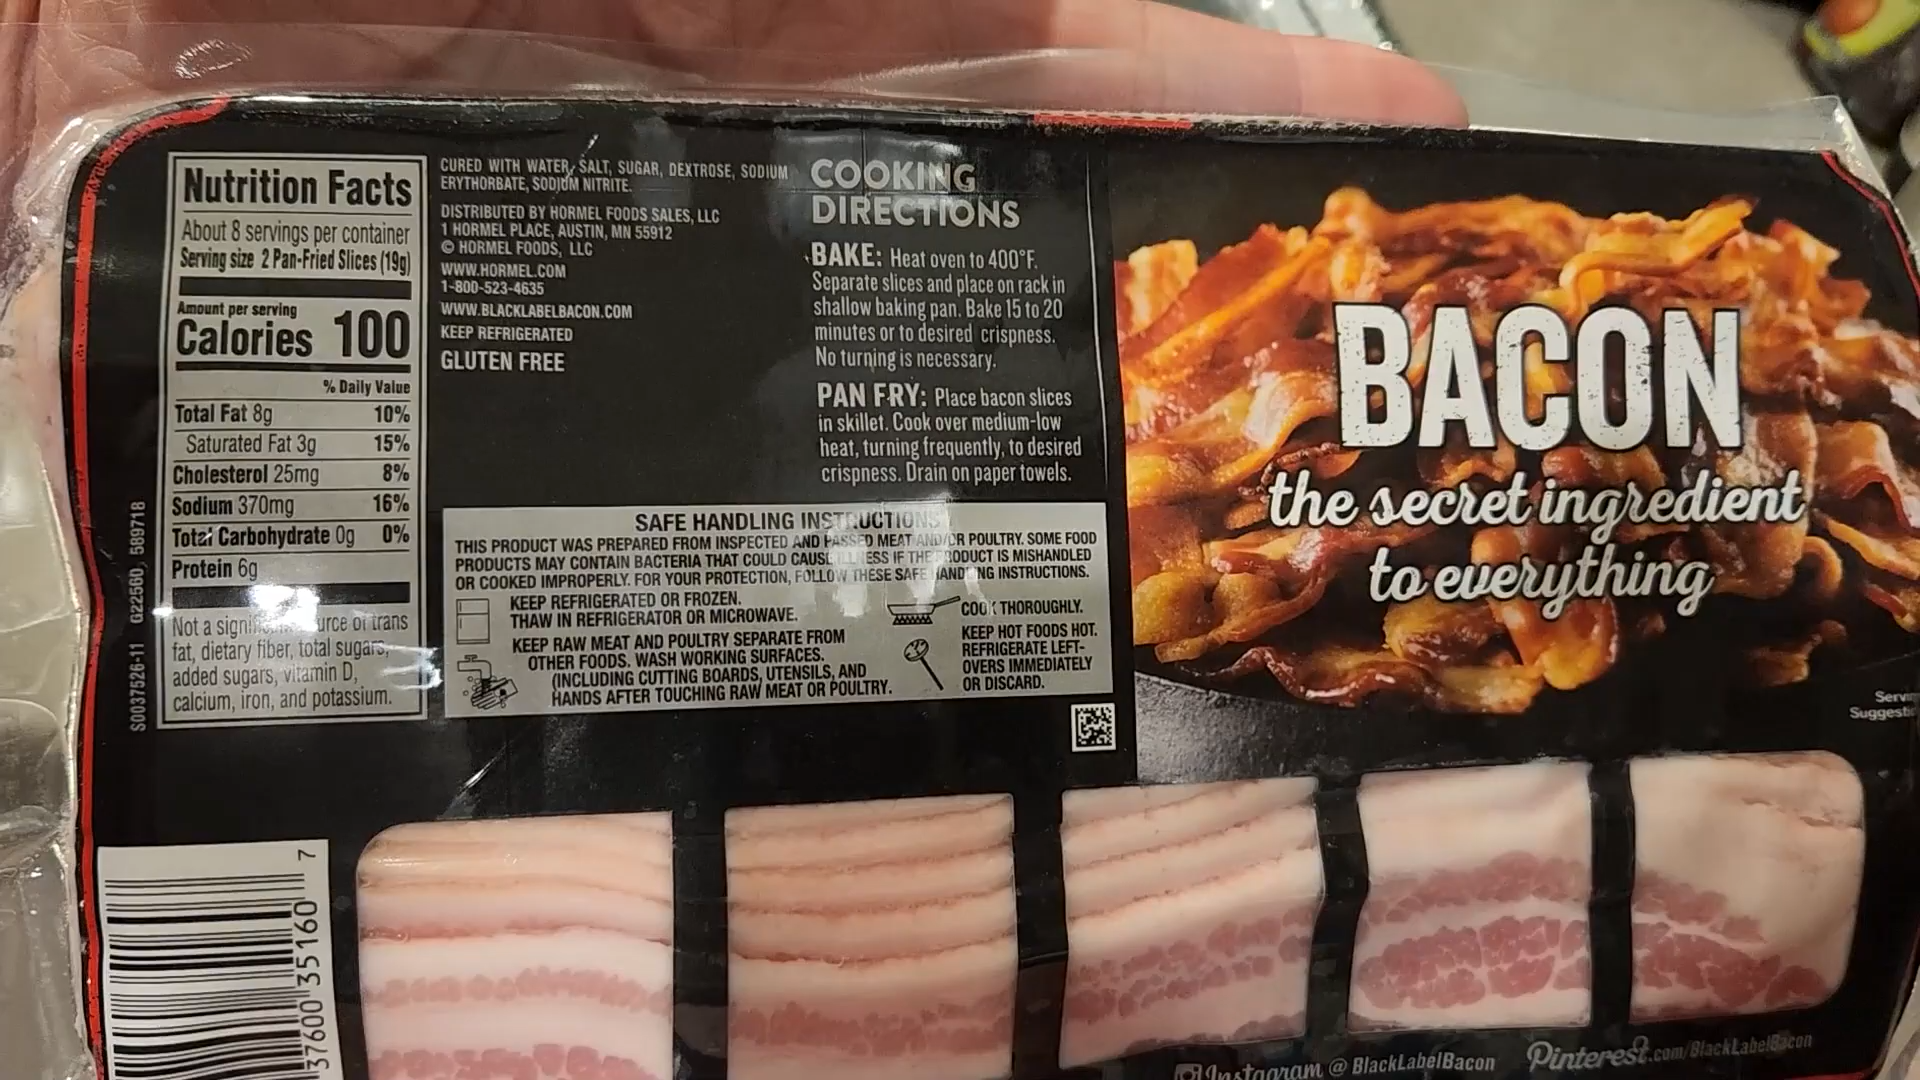 Nutrition Facts
About 8 servings per container
Serving size 2 Pan-Fried Slices (19g)
Amount per serving
Calories 100
% Daily Value
Total Fat 8g 10%
Saturated Fat 3g 15%
Cholesterol 25mg 8%
Sodium 370mg 16%
Total Carbohydrate 0g 0%
Protein 6g
Not a source of trans
fat, dietary fiber, total sugars,
added sugars, vitamin D,
calcium, iron, and potassium.
S0037526-11 G22560, 589718
CURED WITH WATER, SALT, SUGAR, DEXTROSE, SODIUM
ERYTHORBATE, SODIUM NITRITE.
DISTRIBUTED BY HORMEL FOODS SALES, LLC
1 HORMEL PLACE, AUSTIN, MN 55912
© HORMEL FOODS, LLC
WWW.HORMEL.COM
1-800-523-4635
WWW.BLACKLABELBACON.COM
KEEP REFRIGERATED
GLUTEN FREE
COOKING
DIRECTIONS
BAKE: Heat oven to 400°F.
Separate slices and place on rack in
shallow baking pan. Bake 15 to 20
minutes or to desired crispness.
No turning is necessary.
PAN FRY: Place bacon slices
in skillet. Cook over medium-low
heat, turning frequently, to desired
crispness. Drain on paper towels.
SAFE HANDLING INSTRUCTIONS
THIS PRODUCT WAS PREPARED FROM INSPECTED AND PASSED MEAT AND/OR POULTRY. SOME FOOD
PRODUCTS MAY CONTAIN BACTERIA THAT COULD CAUSE ILLNESS IF THE PRODUCT IS MISHANDLED
OR COOKED IMPROPERLY. FOR YOUR PROTECTION, FOLLOW THESE SAFE HANDLING INSTRUCTIONS.
KEEP REFRIGERATED OR FROZEN.
THAW IN REFRIGERATOR OR MICROWAVE.
KEEP RAW MEAT AND POULTRY SEPARATE FROM
OTHER FOODS. WASH WORKING SURFACES.
(INCLUDING CUTTING BOARDS, UTENSILS, AND
HANDS AFTER TOUCHING RAW MEAT OR POULTRY.
COOK THOROUGHLY.
KEEP HOT FOODS HOT.
REFRIGERATE LEFT-
OVERS IMMEDIATELY
OR DISCARD.
BACON
the secret ingredient
to everything
37600 35160 7
Instagram @ BlackLabelBacon
Pinterest.com/BlackLabelBacon